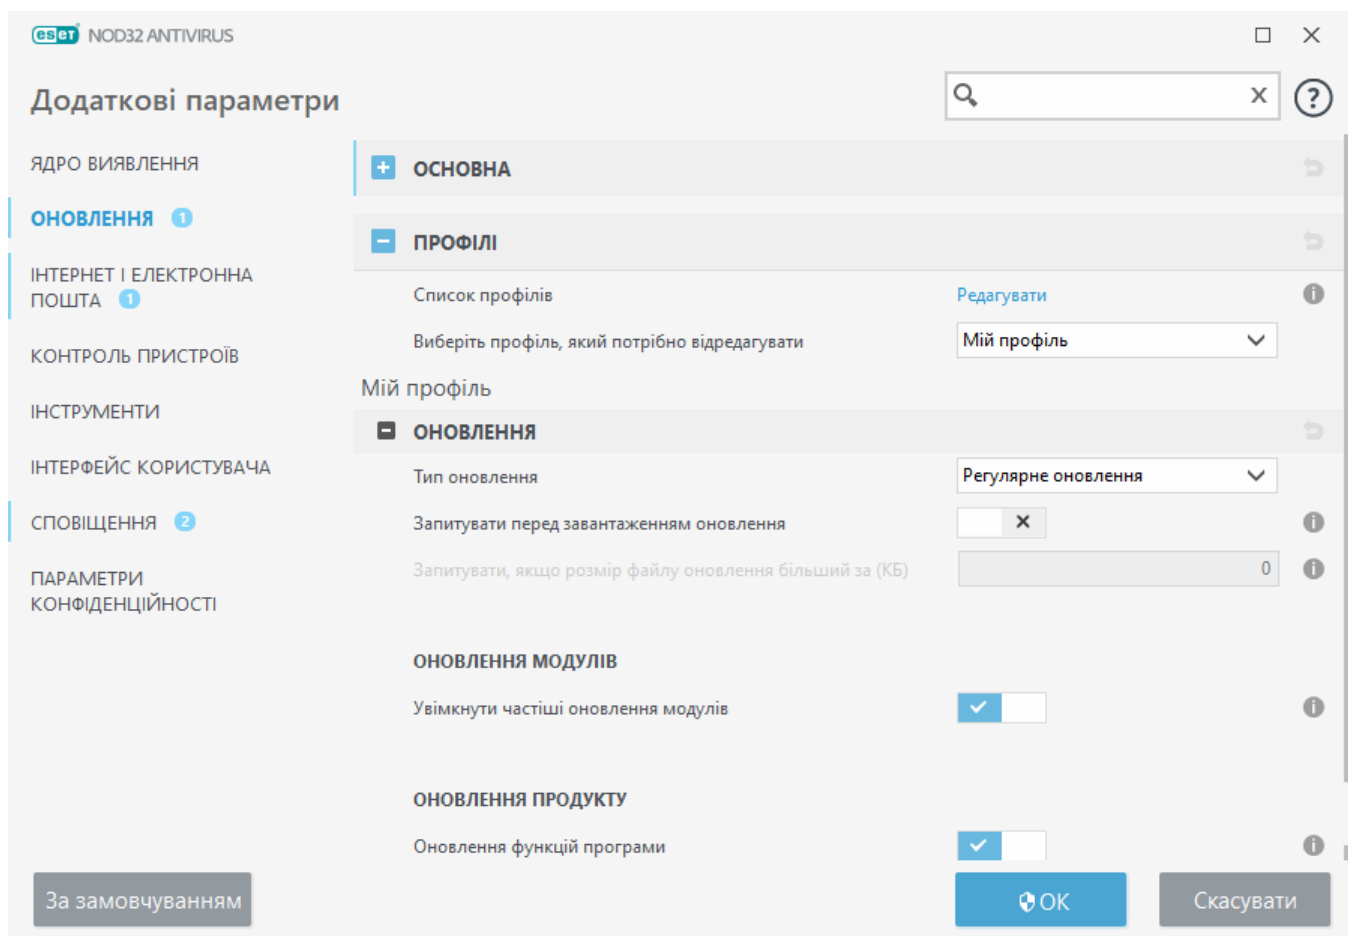 eset NOD32 ANTIVIRUS
Додаткові параметри
ЯДРО ВИЯВЛЕННЯ
ОНОВЛЕННЯ 1
ІНТЕРНЕТ І ЕЛЕКТРОННА
ПОШТА 1
КОНТРОЛЬ ПРИСТРОЇВ
ІНСТРУМЕНТИ
ІНТЕРФЕЙС КОРИСТУВАЧА
СПОВІЩЕННЯ 2
ПАРАМЕТРИ
КОНФІДЕНЦІЙНОСТІ
ОСНОВНА
ПРОФІЛІ
Список профілів Редагувати
Виберіть профіль, який потрібно відредагувати Мій профіль
Мій профіль
ОНОВЛЕННЯ
Тип оновлення Регулярне оновлення
Запитувати перед завантаженням оновлення
Запитувати, якщо розмір файлу оновлення більший за (КБ) 0
ОНОВЛЕННЯ МОДУЛІВ
Увімкнути частіші оновлення модулів
ОНОВЛЕННЯ ПРОДУКТУ
Оновлення функцій програми
За замовчуванням
OK
Скасувати